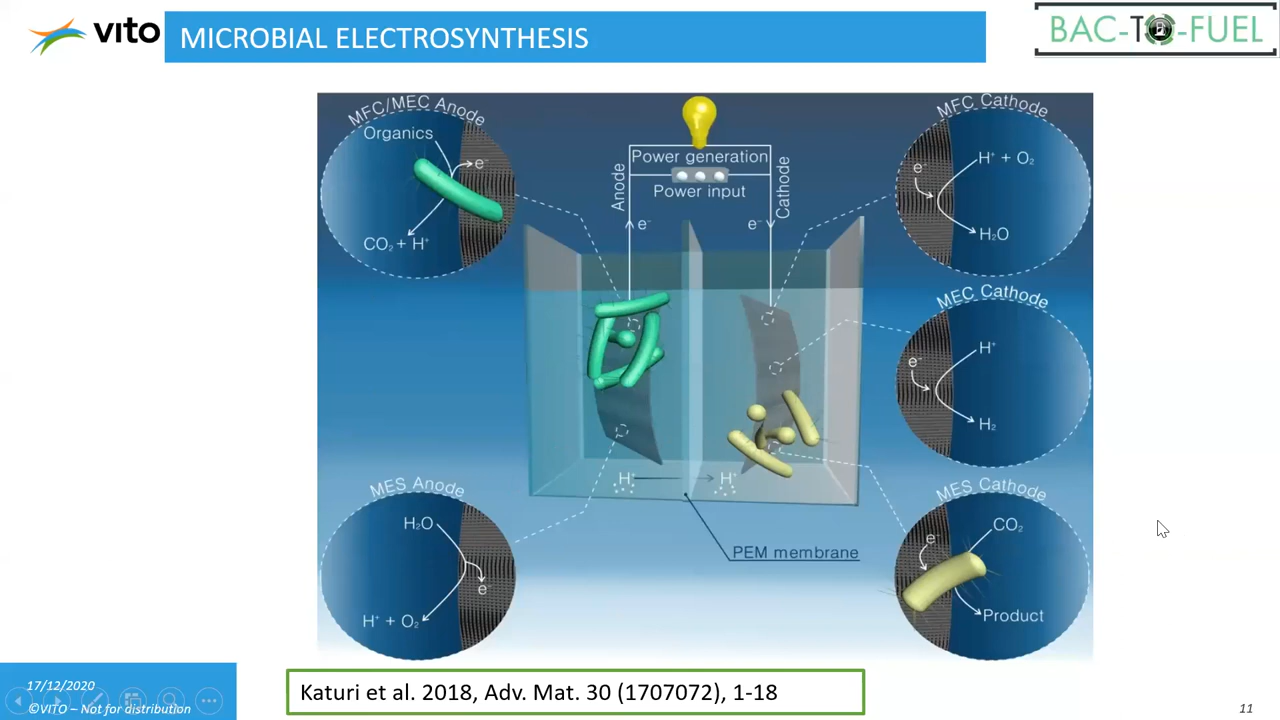 vito
MICROBIAL ELECTROSYNTHESIS
BAC-TO-FUEL
MFC/MEC Anode
Organics
e⁻
CO₂ + H⁺
Power generation
Power input
Anode
Cathode
e⁻
e⁻
MFC Cathode
H⁺ + O₂
e⁻
H₂O
MEC Cathode
H⁺
e⁻
H₂
MES Anode
H₂O
e⁻
H⁺ + O₂
H⁺
H⁺
PEM membrane
MES Cathode
CO₂
e⁻
Product
Katuri et al. 2018, Adv. Mat. 30 (1707072), 1-18
17/12/2020
©VITO – Not for distribution
11